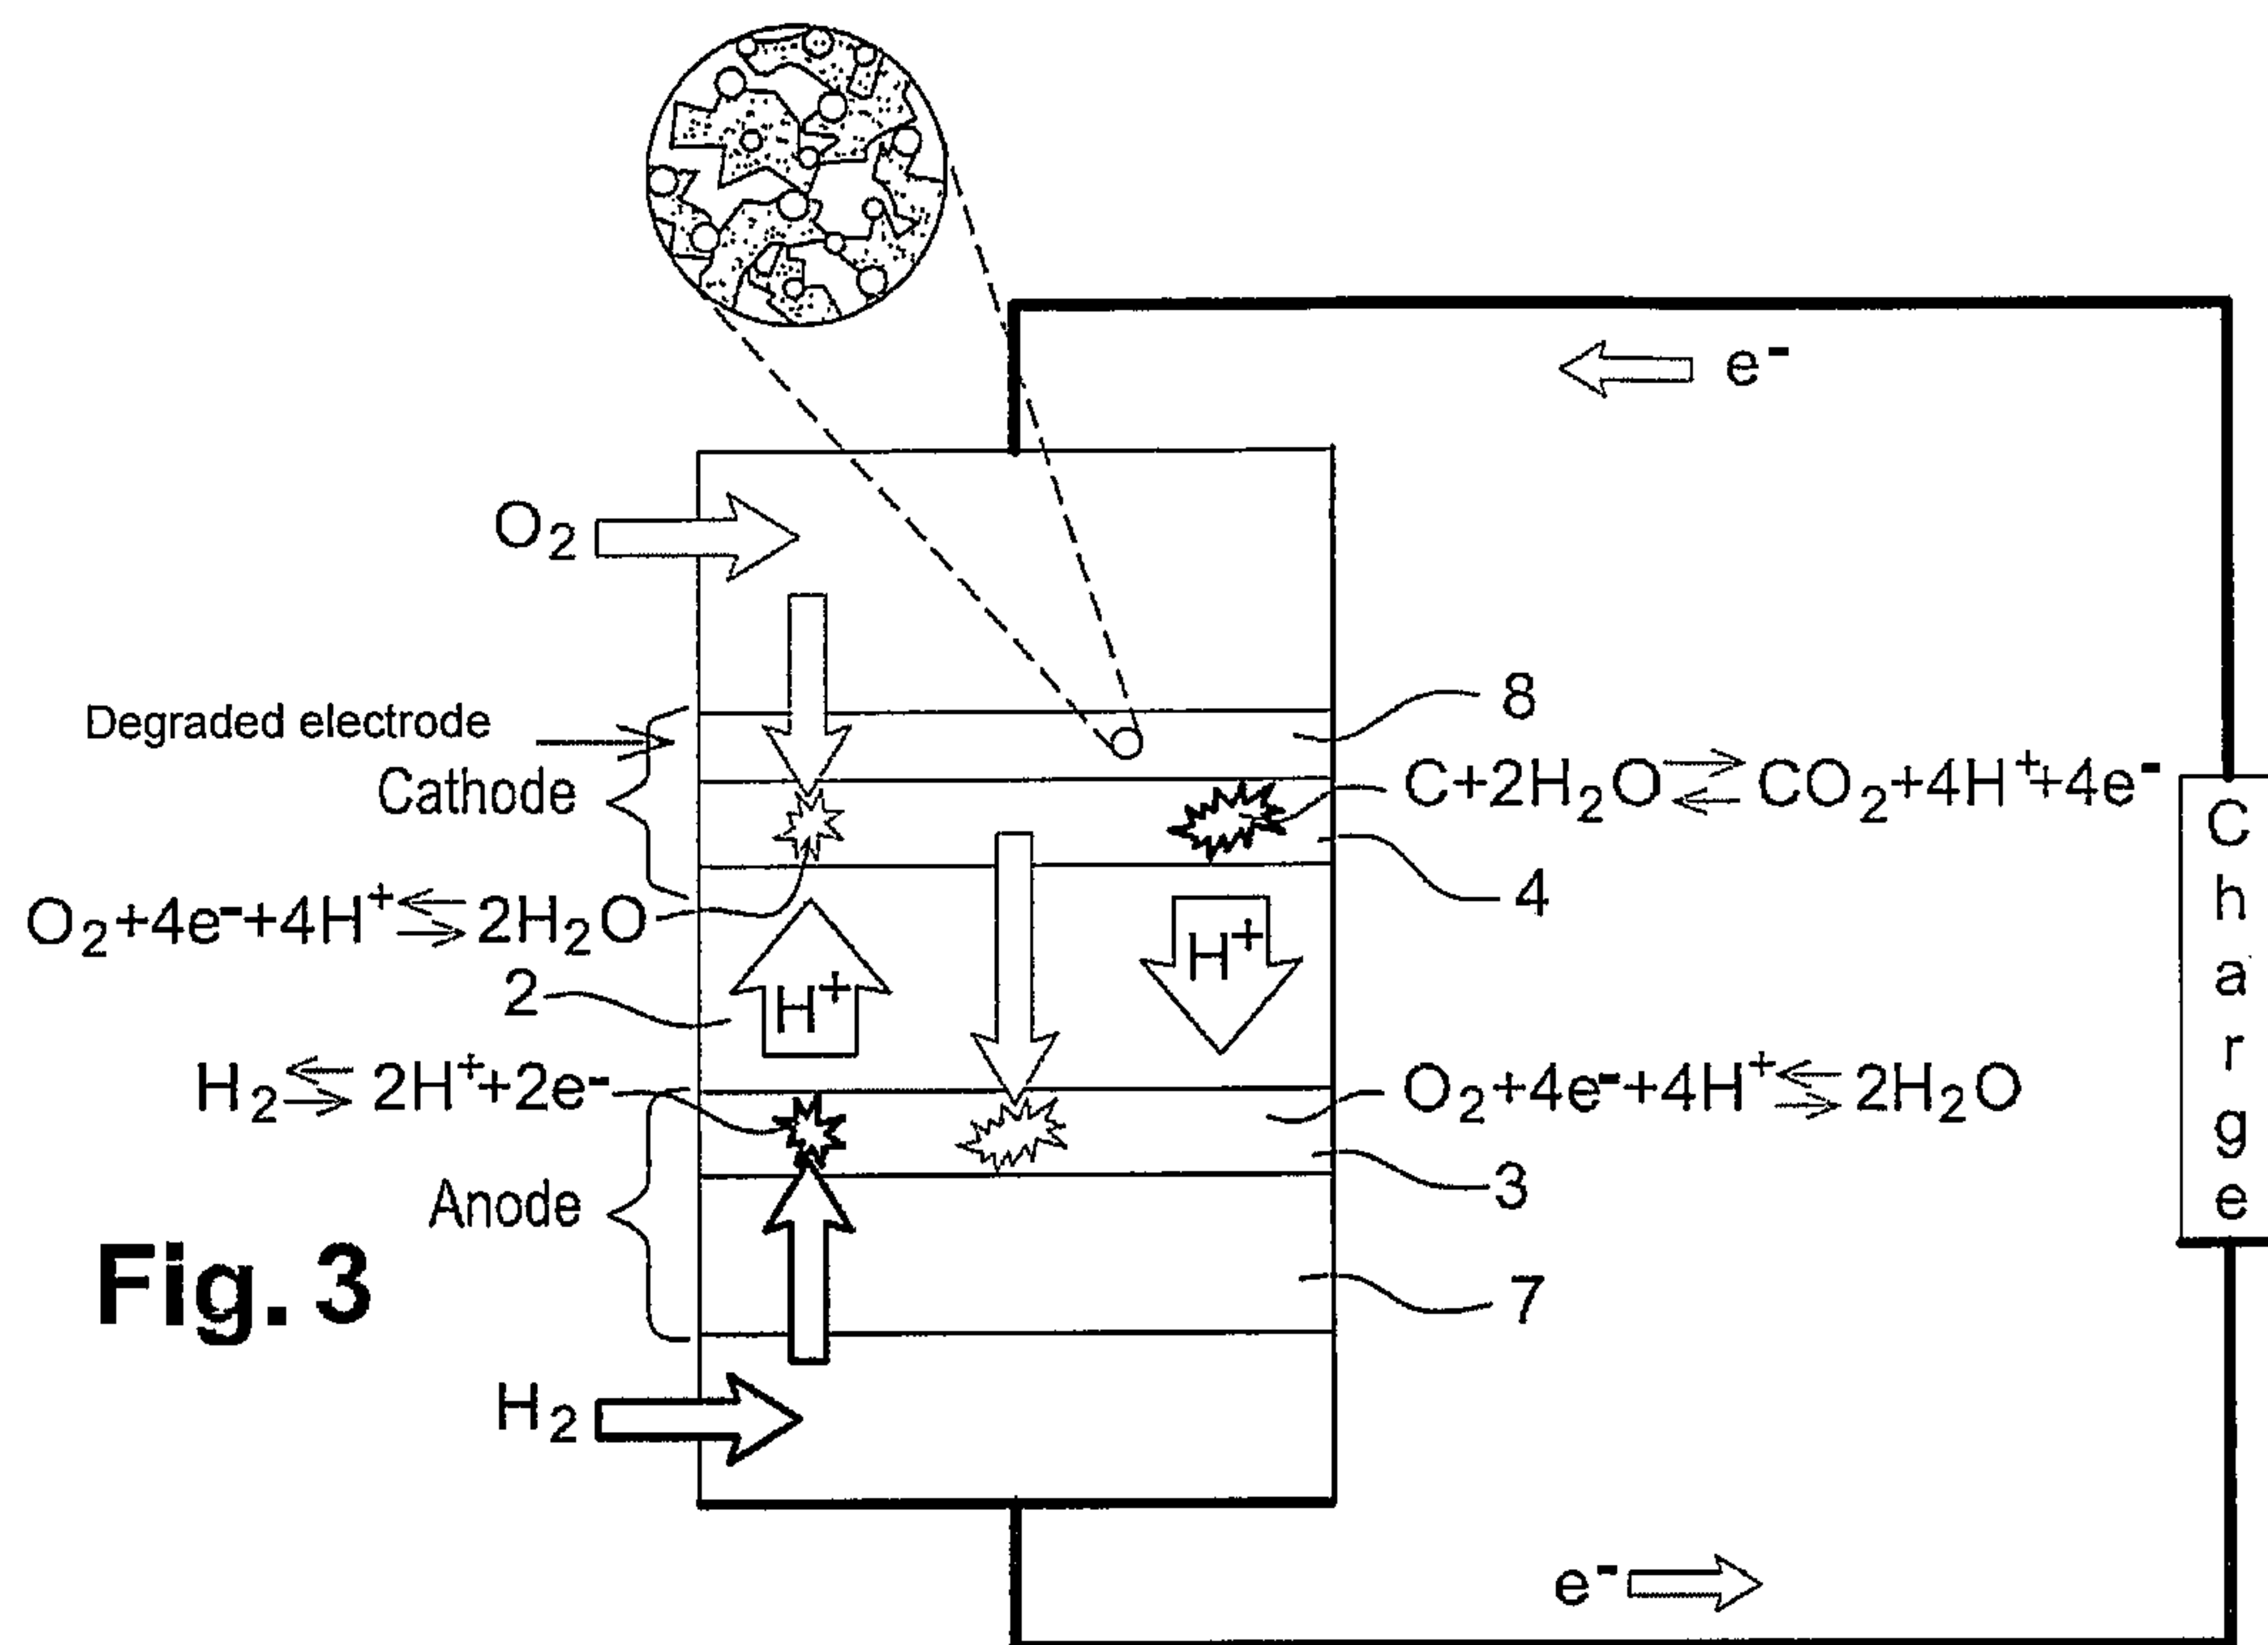 e⁻
O₂
8
Degraded electrode
Cathode
C+2H₂O⇄CO₂+4H⁺+4e⁻
Charge
4
O₂+4e⁻+4H⁺⇆2H₂O
H⁺
H⁺
2
H₂⇆2H⁺+2e⁻
O₂+4e⁻+4H⁺⇆2H₂O
3
Anode
7
Fig. 3
H₂
e⁻